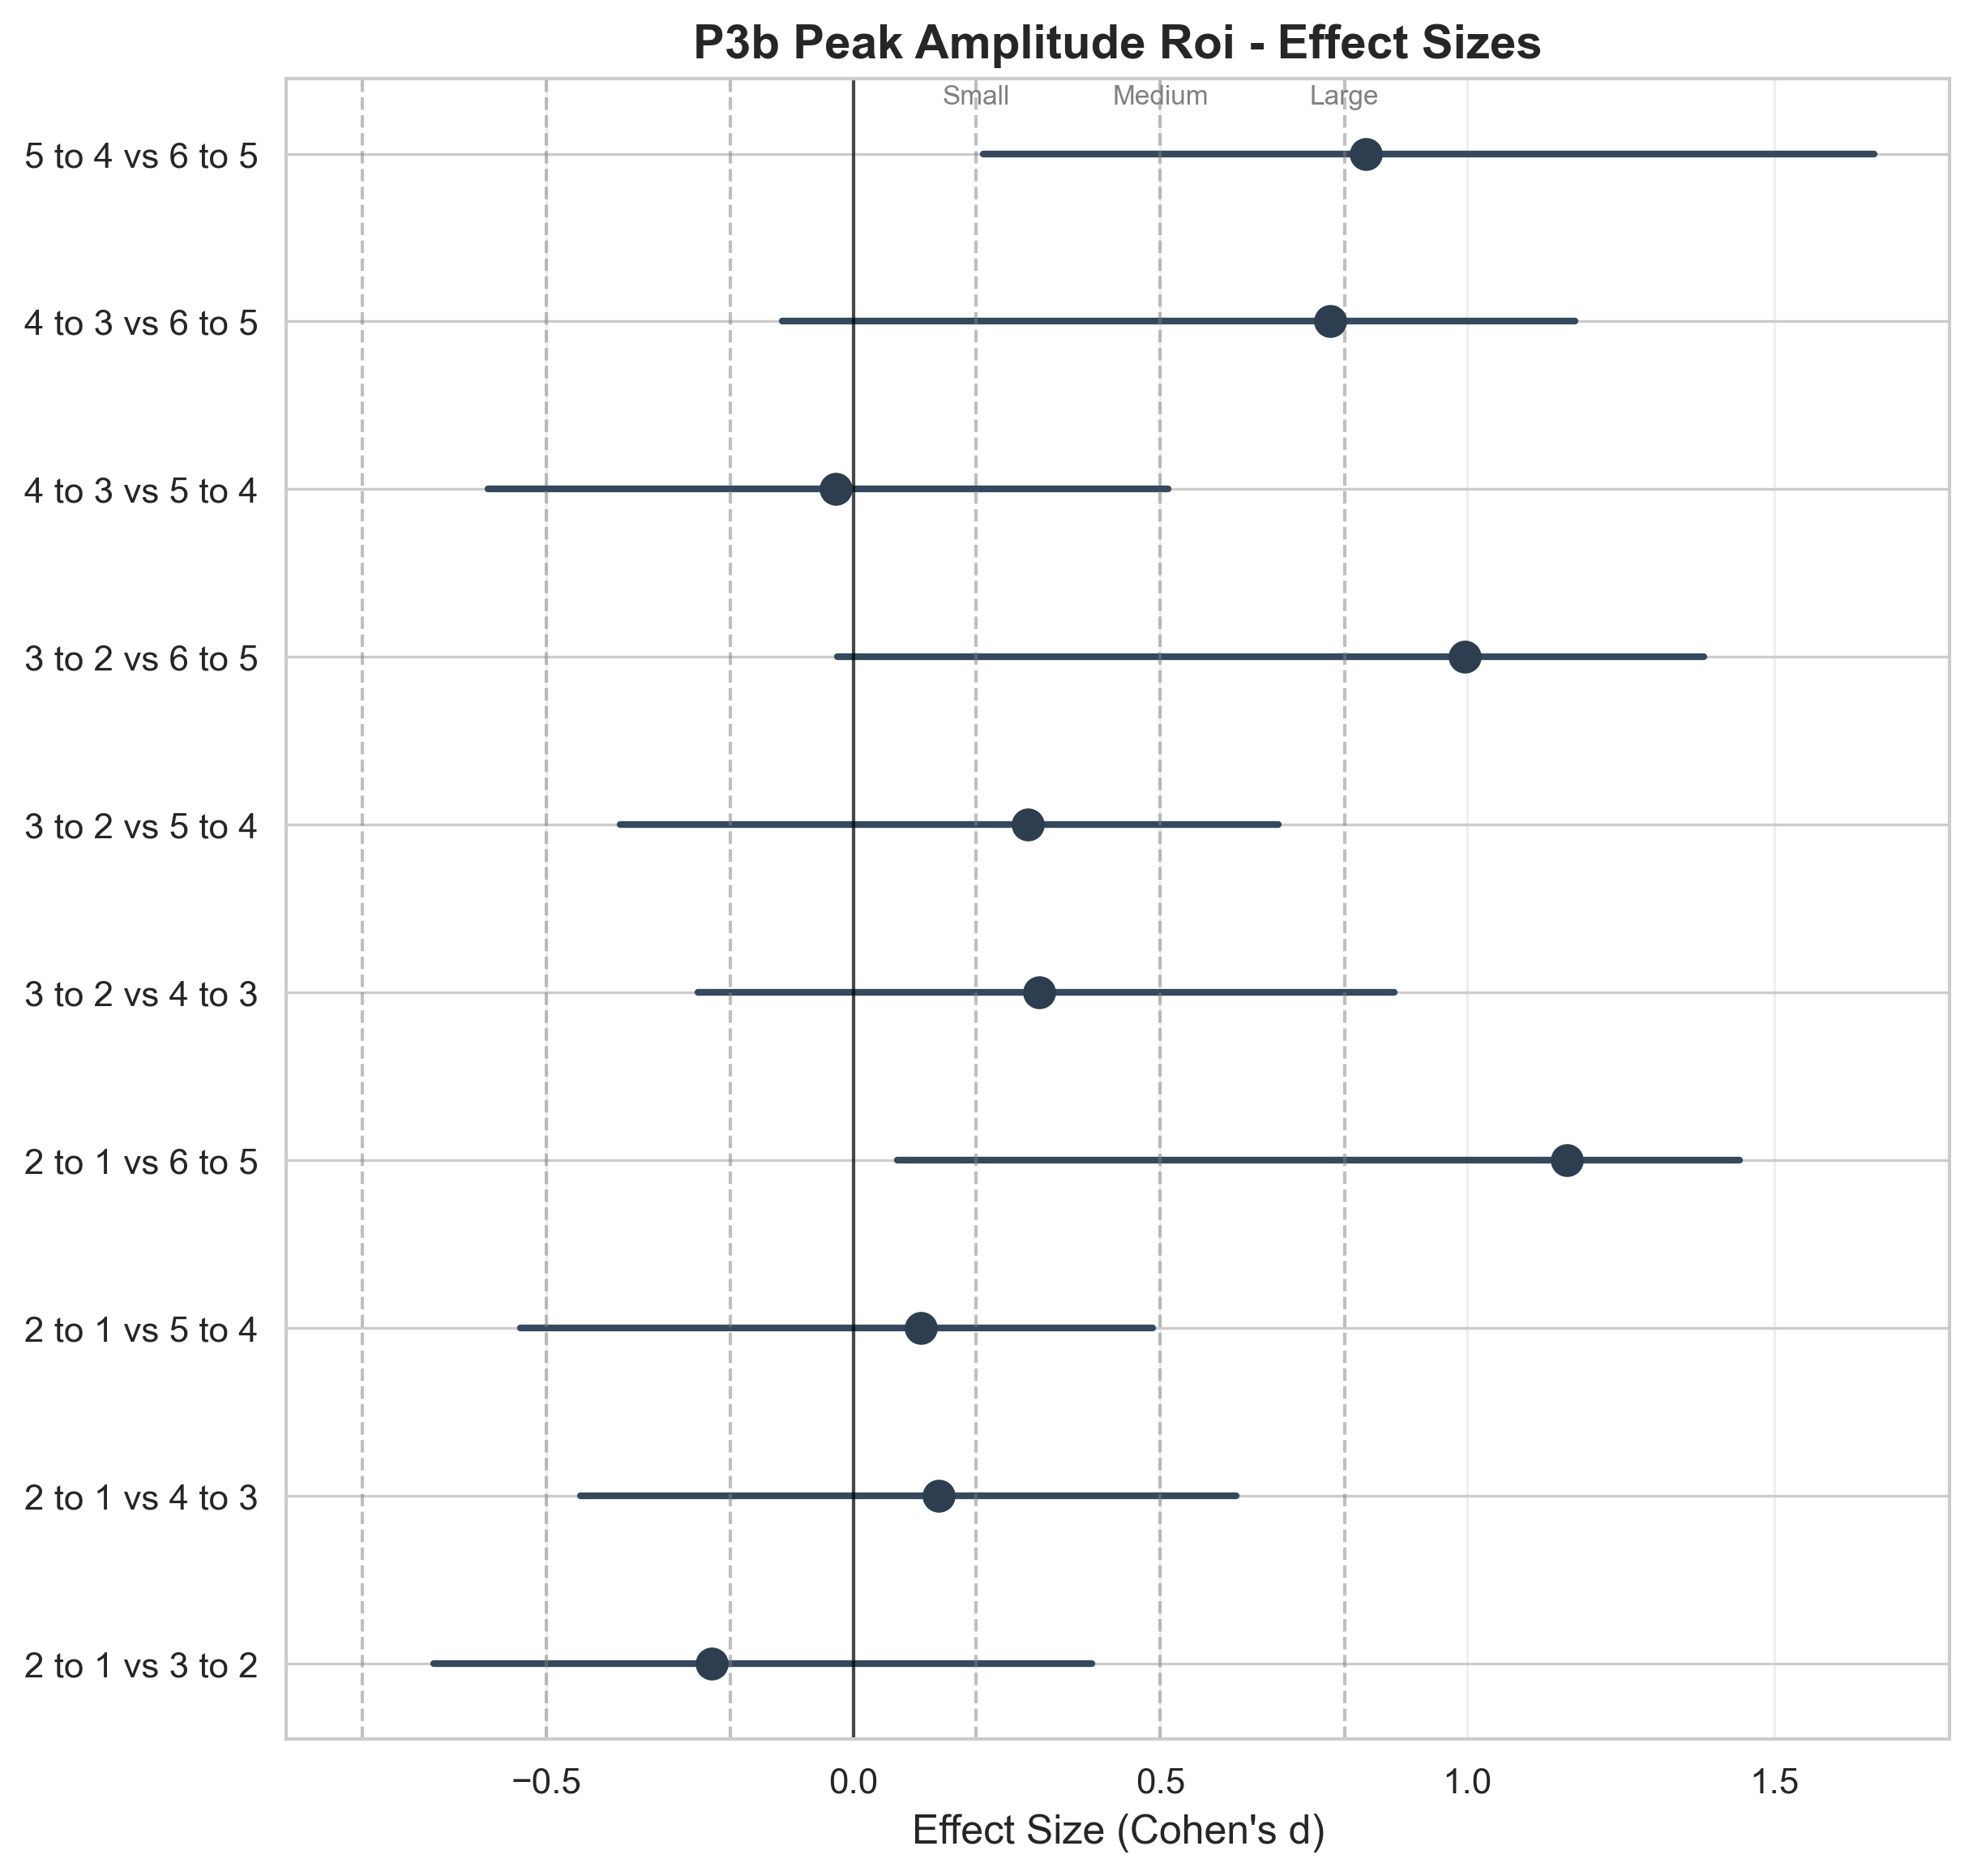 P3b Peak Amplitude Roi - Effect Sizes
Small Medium Large
5 to 4 vs 6 to 5
4 to 3 vs 6 to 5
4 to 3 vs 5 to 4
3 to 2 vs 6 to 5
3 to 2 vs 5 to 4
3 to 2 vs 4 to 3
2 to 1 vs 6 to 5
2 to 1 vs 5 to 4
2 to 1 vs 4 to 3
2 to 1 vs 3 to 2
−0.5 0.0 0.5 1.0 1.5
Effect Size (Cohen's d)